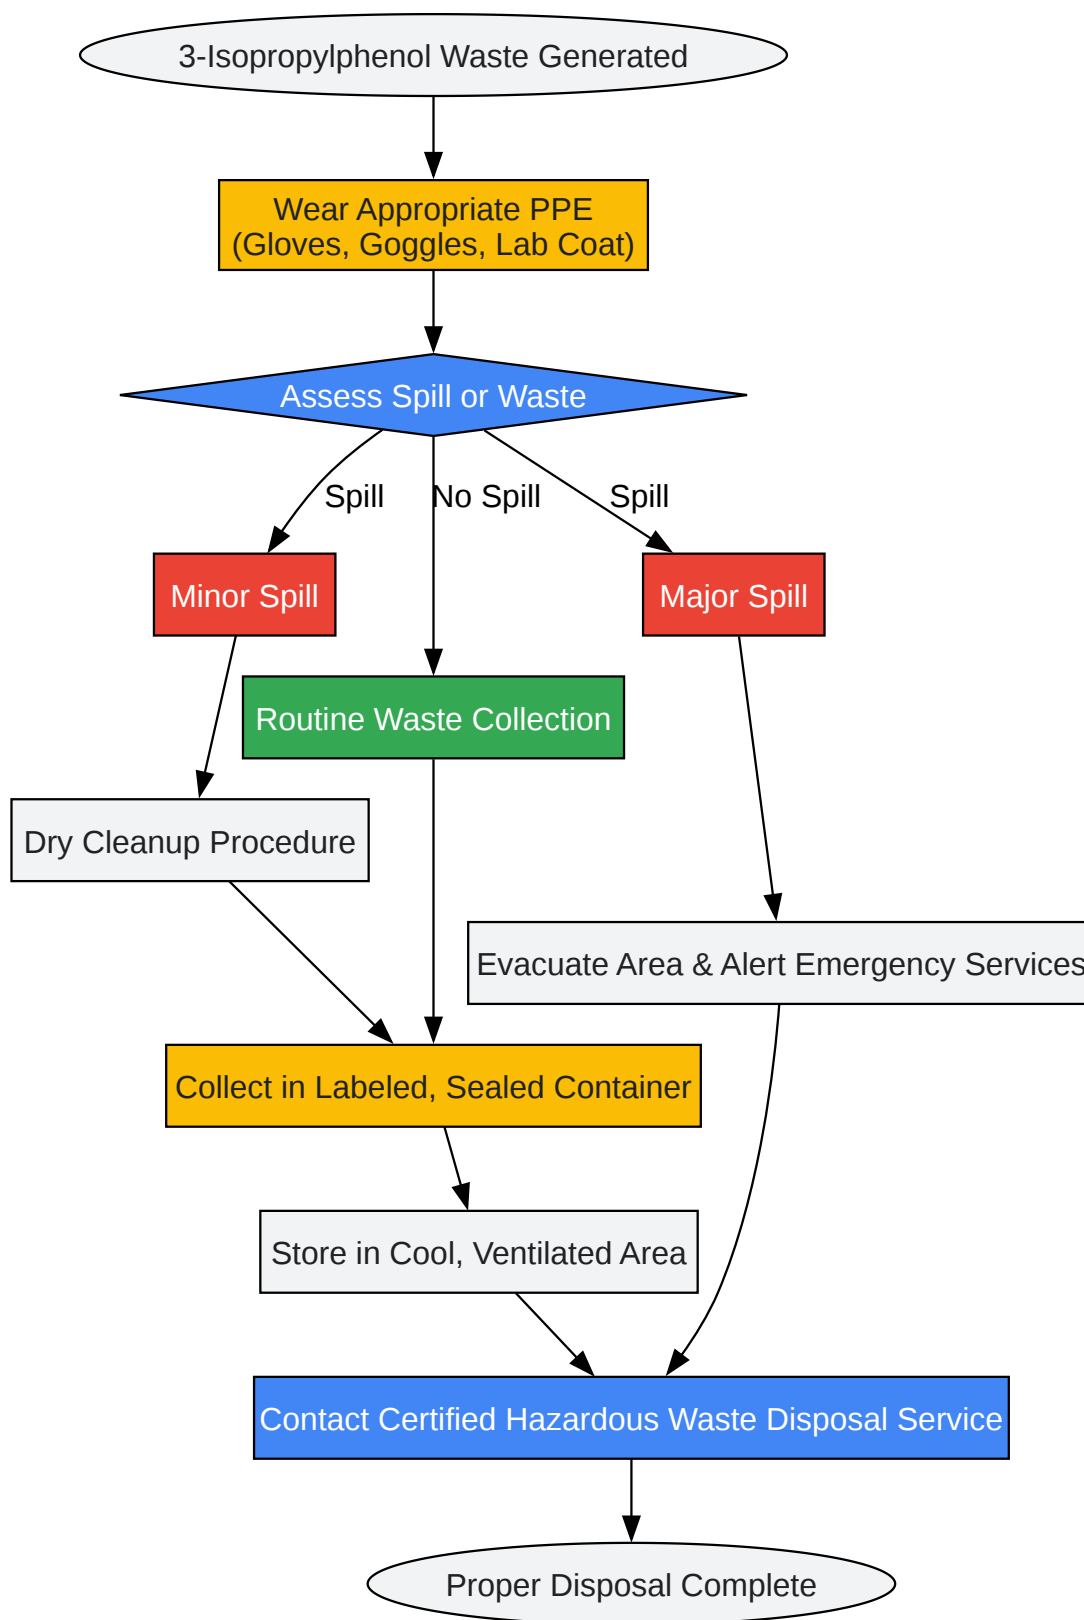 3-Isopropylphenol Waste Generated
Wear Appropriate PPE
(Gloves, Goggles, Lab Coat)
Assess Spill or Waste
Spill
No Spill
Spill
Minor Spill
Major Spill
Routine Waste Collection
Dry Cleanup Procedure
Evacuate Area & Alert Emergency Services
Collect in Labeled, Sealed Container
Store in Cool, Ventilated Area
Contact Certified Hazardous Waste Disposal Service
Proper Disposal Complete